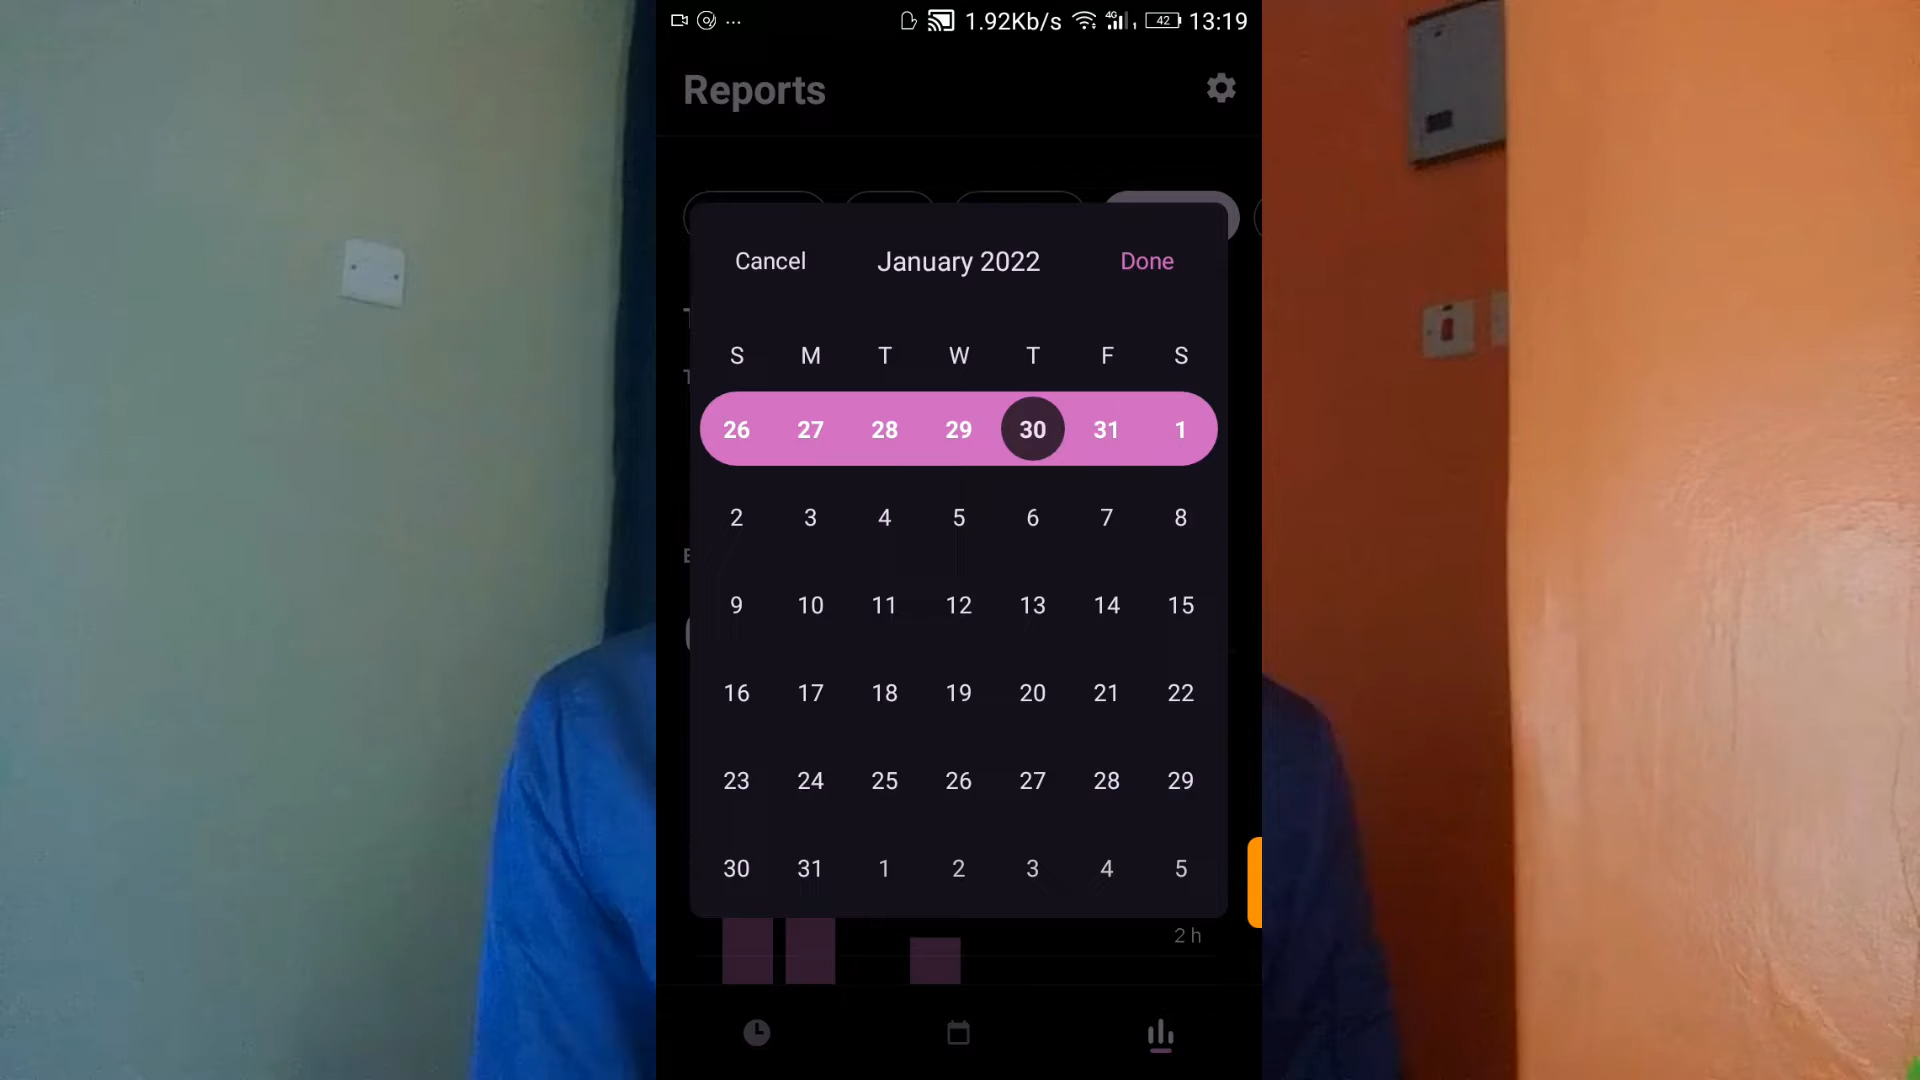 ... 1.92Kb/s 4G 42 13:19
Reports
Cancel January 2022 Done
S M T W T F S
26 27 28 29 30 31 1
2 3 4 5 6 7 8
9 10 11 12 13 14 15
16 17 18 19 20 21 22
23 24 25 26 27 28 29
30 31 1 2 3 4 5
2 h